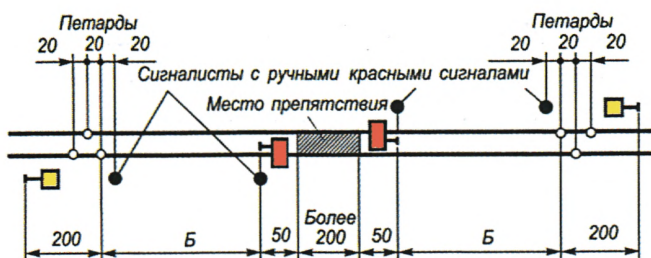 Петарды
Петарды
20 20 20
20 20 20
Сигналисты с ручными красными сигналами
Место препятствия
200
Б
50
Более
200
50
Б
200